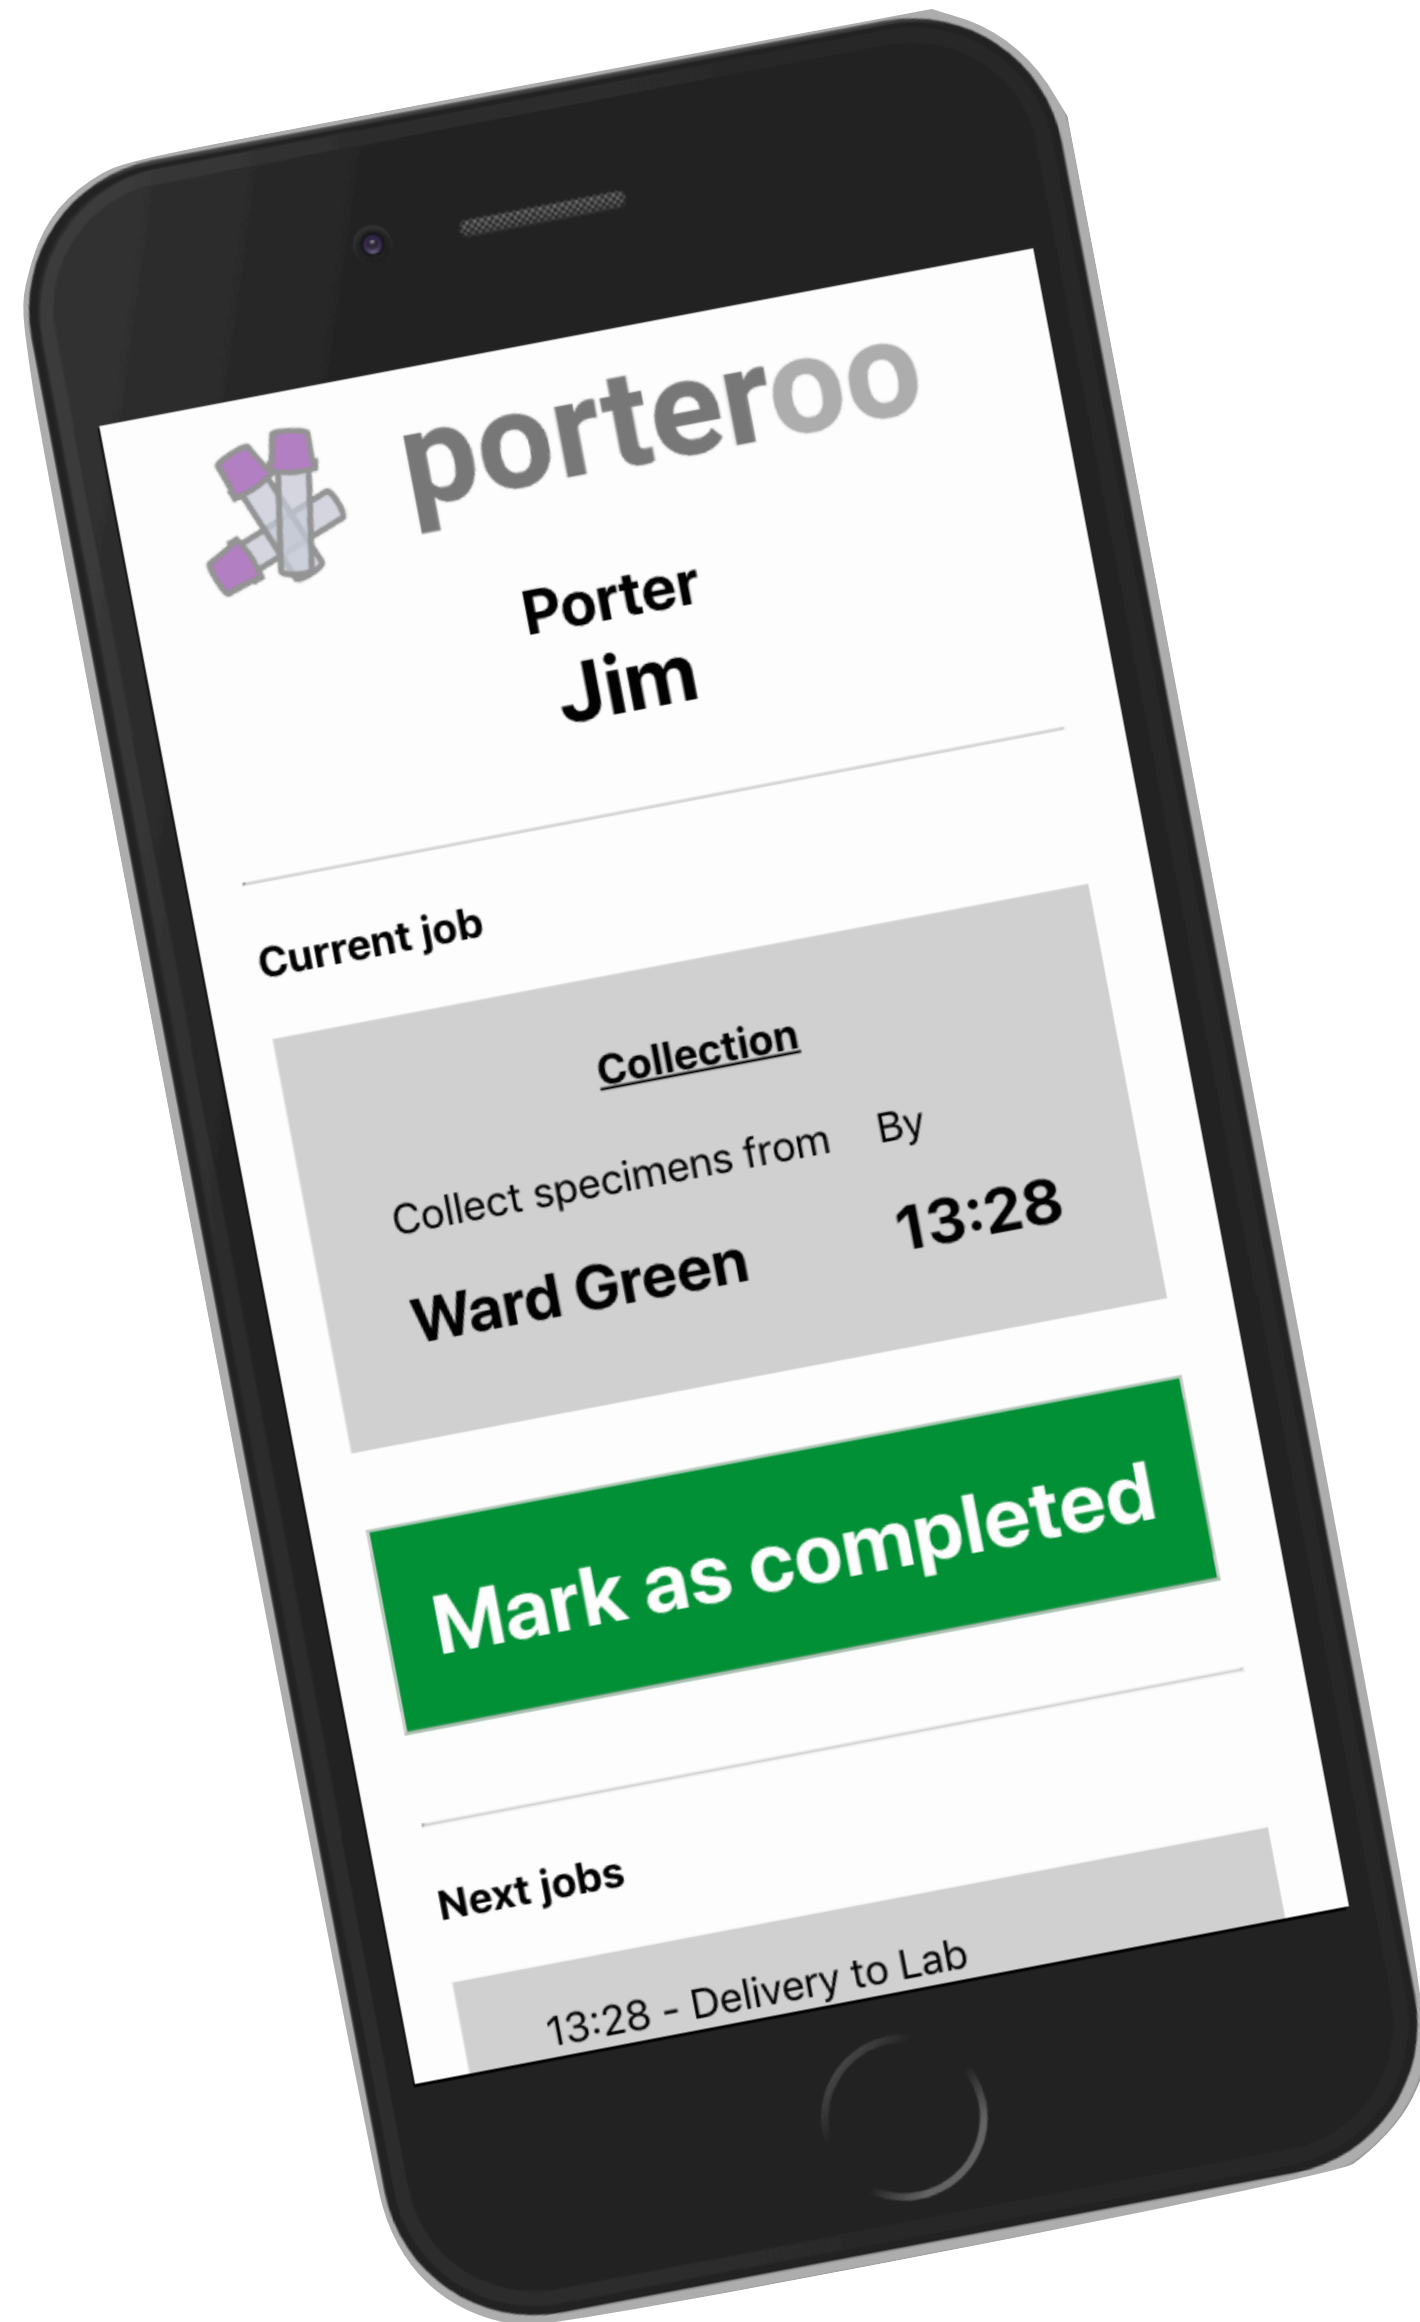 porteroo
Porter
Jim
Current job
Collection
Collect specimens from By
Ward Green 13:28
Mark as completed
Next jobs
13:28 - Delivery to Lab